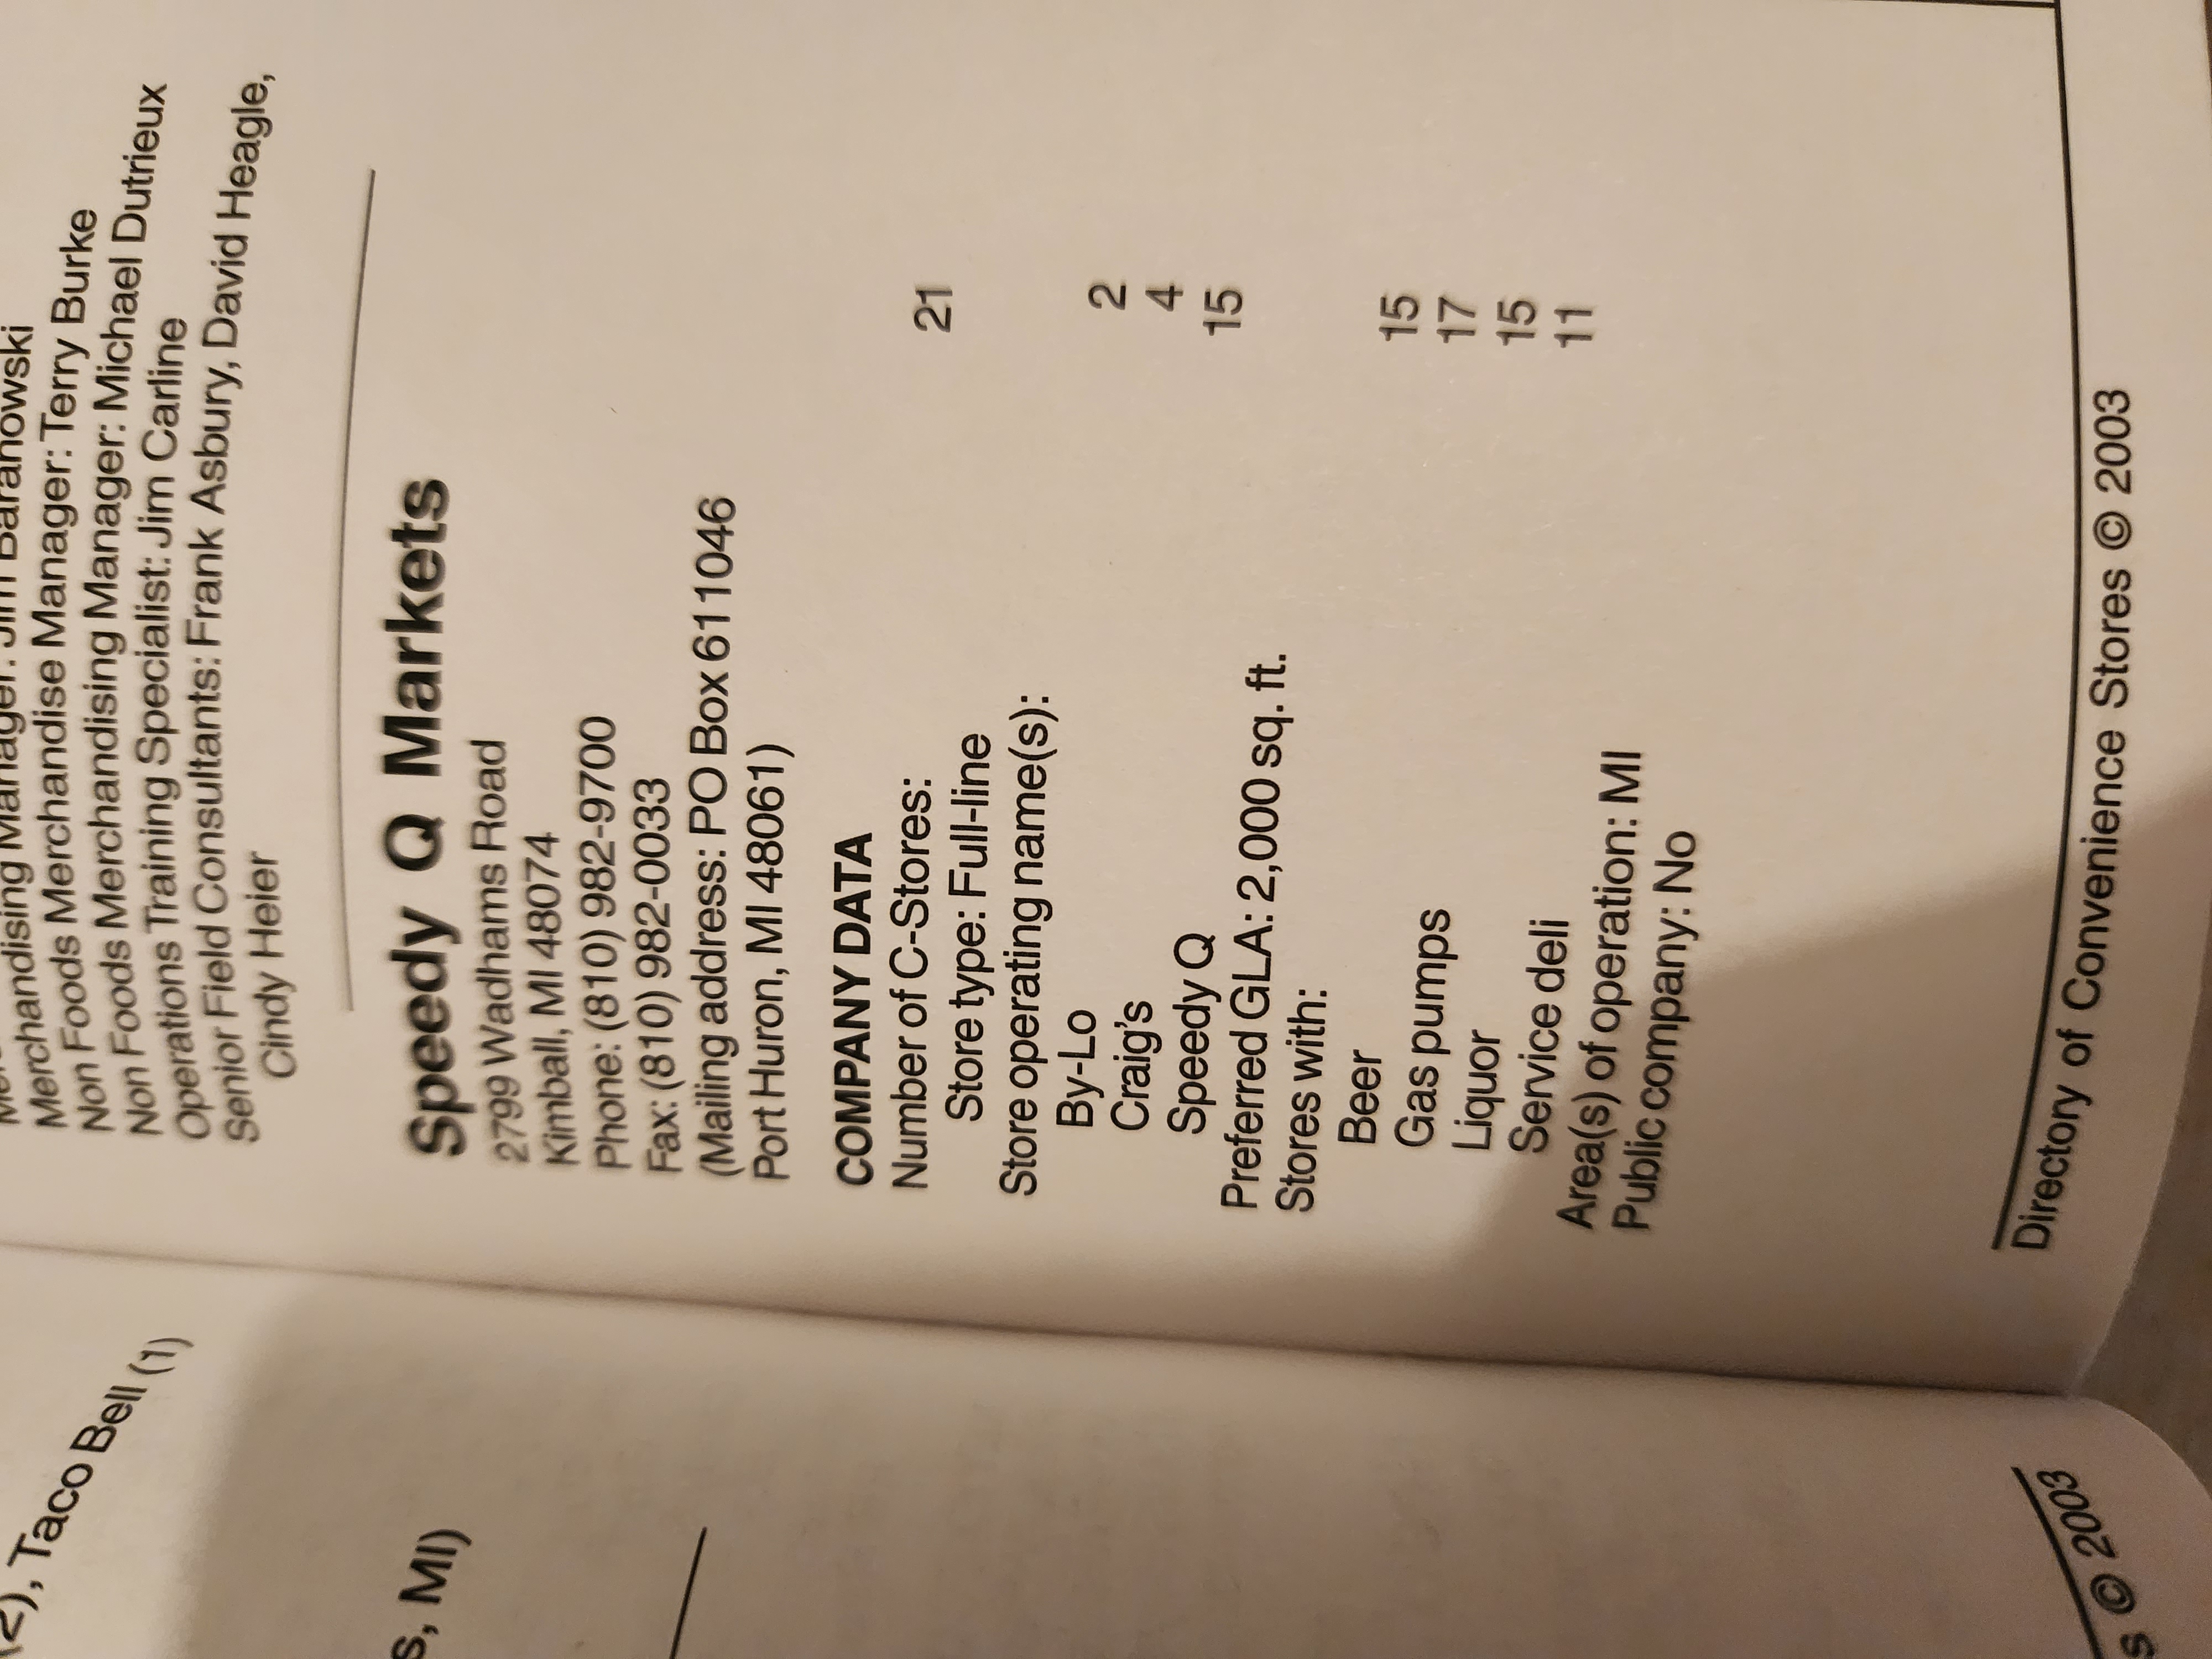 Merchandising Manager: Jim Baranowski
Non Foods Merchandise Manager: Terry Burke
Non Foods Merchandising Manager: Michael Dutrieux
Operations Training Specialist: Jim Carline
Senior Field Consultants: Frank Asbury, David Heagle,
Cindy Heier
Speedy Q Markets
2799 Wadhams Road
Kimball, MI 48074
Phone: (810) 982-9700
Fax: (810) 982-0033
(Mailing address: PO Box 611046
Port Huron, MI 48061)
COMPANY DATA
Number of C-Stores: 21
Store type: Full-line
Store operating name(s):
By-Lo 2
Craig's 4
Speedy Q 15
Preferred GLA: 2,000 sq. ft.
Stores with:
Beer 15
Gas pumps 17
Liquor 15
Service deli 11
Area(s) of operation: MI
Public company: No
Directory of Convenience Stores © 2003
), Taco Bell (1)
, MI)
© 2003